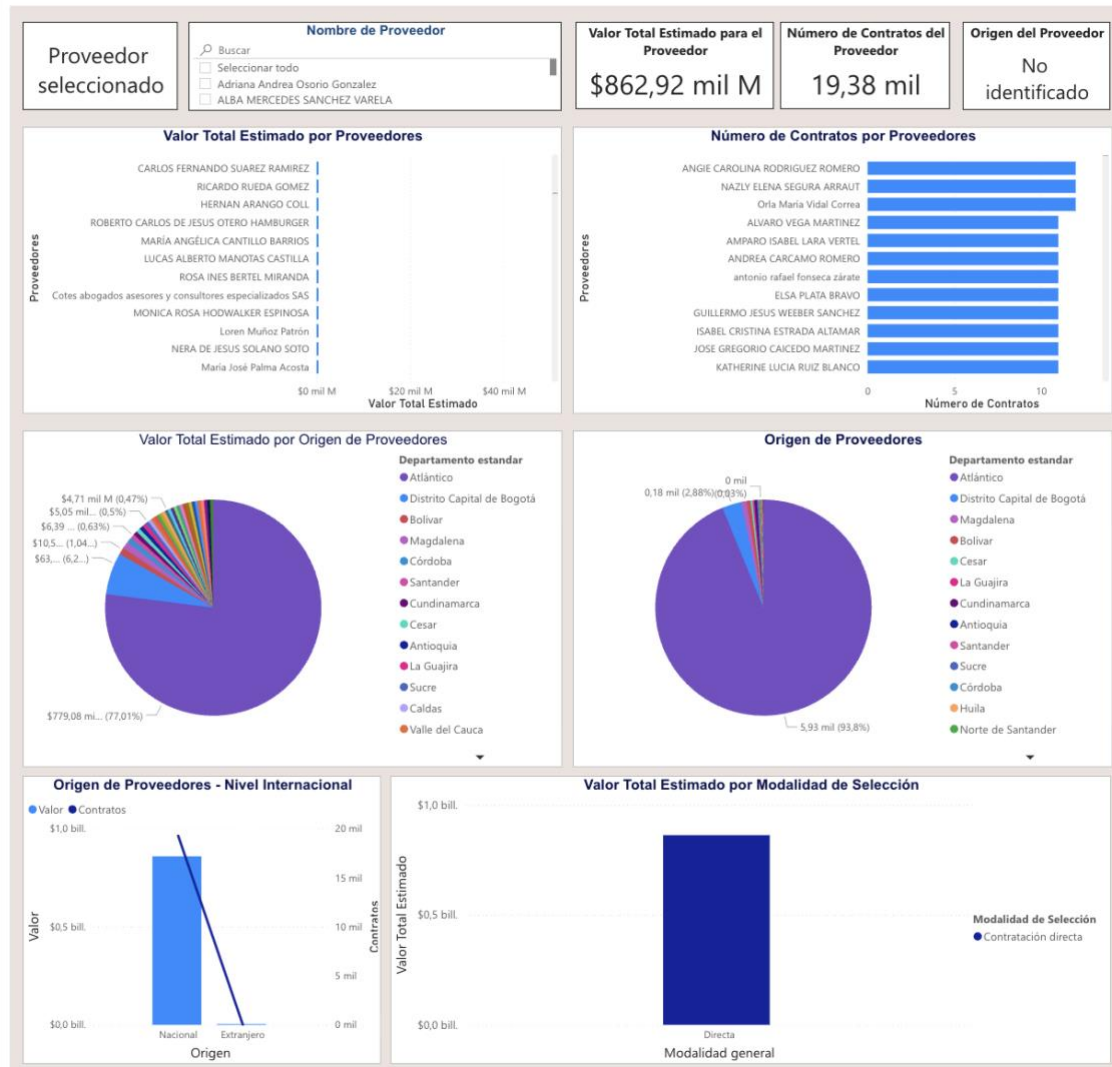 Proveedor
seleccionado
Nombre de Proveedor
Buscar
Seleccionar todo
Adriana Andrea Osorio Gonzalez
ALBA MERCEDES SANCHEZ VARELA
Valor Total Estimado para el
Proveedor
$862,92 mil M
Número de Contratos del
Proveedor
19,38 mil
Origen del Proveedor
No
identificado
Valor Total Estimado por Proveedores
Proveedores
CARLOS FERNANDO SUAREZ RAMIREZ
RICARDO RUEDA GOMEZ
HERNAN ARANGO COLL
ROBERTO CARLOS DE JESUS OTERO HAMBURGER
MARÍA ANGÉLICA CANTILLO BARRIOS
LUCAS ALBERTO MANOTAS CASTILLA
ROSA INES BERTEL MIRANDA
Cotes abogados asesores y consultores especializados SAS
MONICA ROSA HODWALKER ESPINOSA
Loren Muñoz Patrón
NERA DE JESUS SOLANO SOTO
María José Palma Acosta
$0 mil M $20 mil M $40 mil M
Valor Total Estimado
Número de Contratos por Proveedores
Proveedores
ANGIE CAROLINA RODRIGUEZ ROMERO
NAZLY ELENA SEGURA ARRAUT
Orla Maria Vidal Correa
ALVARO VEGA MARTINEZ
AMPARO ISABEL LARA VERTEL
ANDREA CARCAMO ROMERO
antonio rafael fonseca zárate
ELSA PLATA BRAVO
GUILLERMO JESUS WEEBER SANCHEZ
ISABEL CRISTINA ESTRADA ALTAMAR
JOSE GREGORIO CAICEDO MARTINEZ
KATHERINE LUCIA RUIZ BLANCO
0 5 10
Número de Contratos
Valor Total Estimado por Origen de Proveedores
$4,71 mil M (0,47%)
$5,05 mil... (0,5%)
$6,39 ... (0,63%)
$10,5... (1,04...)
$63,... (6,2...)
$779,08 mi... (77,01%)
Departamento estandar
Atlántico
Distrito Capital de Bogotá
Bolívar
Magdalena
Córdoba
Santander
Cundinamarca
Cesar
Antioquia
La Guajira
Sucre
Caldas
Valle del Cauca
Origen de Proveedores
0 mil
0,18 mil (2,88%) (0,03%)
5,93 mil (93,8%)
Departamento estandar
Atlántico
Distrito Capital de Bogotá
Magdalena
Bolívar
Cesar
La Guajira
Cundinamarca
Antioquia
Santander
Sucre
Córdoba
Huila
Norte de Santander
Origen de Proveedores - Nivel Internacional
Valor Contratos
$1,0 bill.
$0,5 bill.
$0,0 bill.
Valor
20 mil
15 mil
10 mil
5 mil
0 mil
Contratos
Nacional Extranjero
Origen
Valor Total Estimado por Modalidad de Selección
Valor Total Estimado
$1,0 bill.
$0,5 bill.
$0,0 bill.
Directa
Modalidad general
Modalidad de Selección
Contratación directa